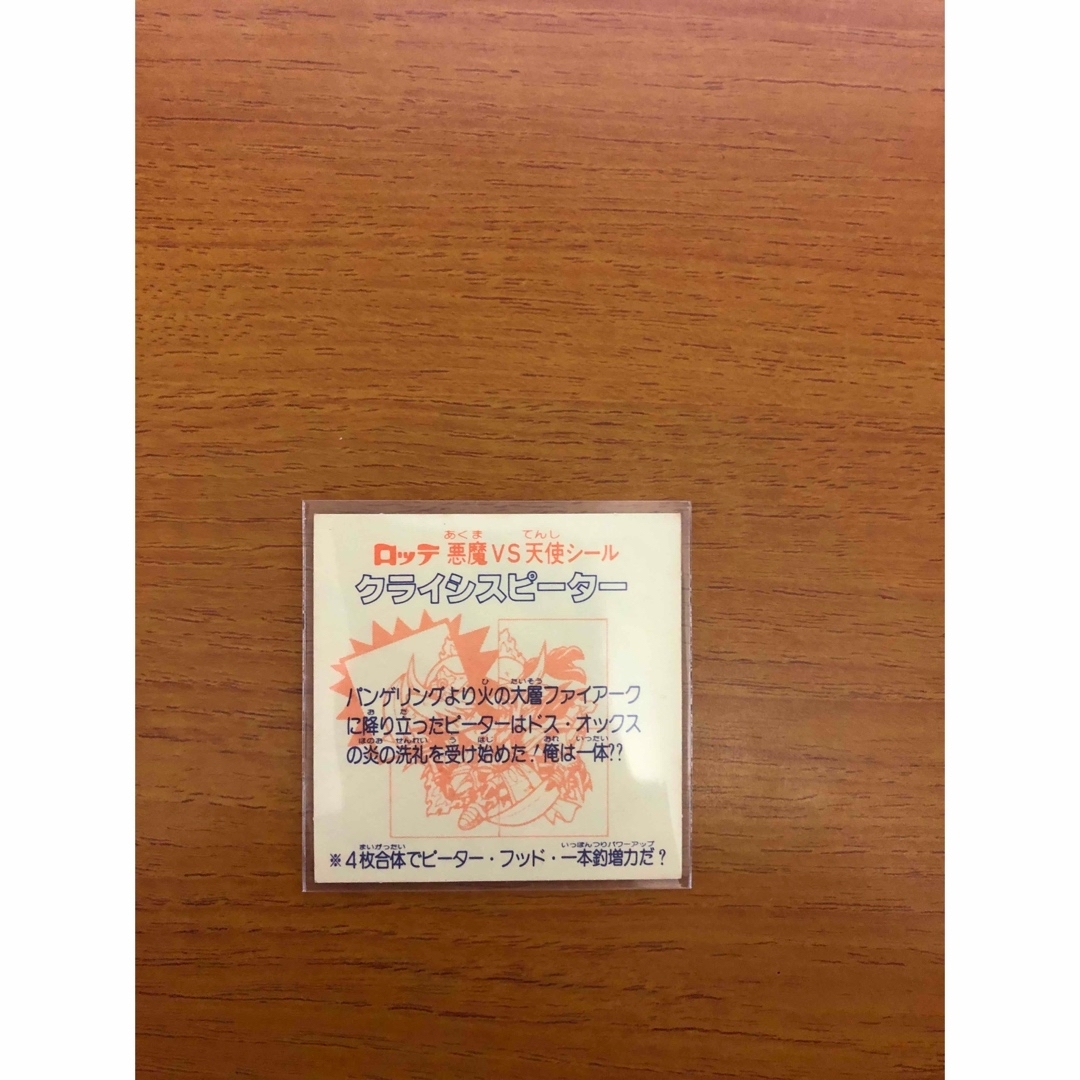 あくま てんし
ロッテ 悪魔VS天使シール
クライシスピーター
ひ たいそう
パンゲリングより火の大層ファイアーク
お だ
に降り立ったピーターはドス・オックス
ほのお せんれい う はじ おれ いったい
の炎の洗礼を受け始めた!俺は一体??
まいがったい いっぽんつりパワーアップ
※4枚合体でピーター・フッド・一本釣増力だ?